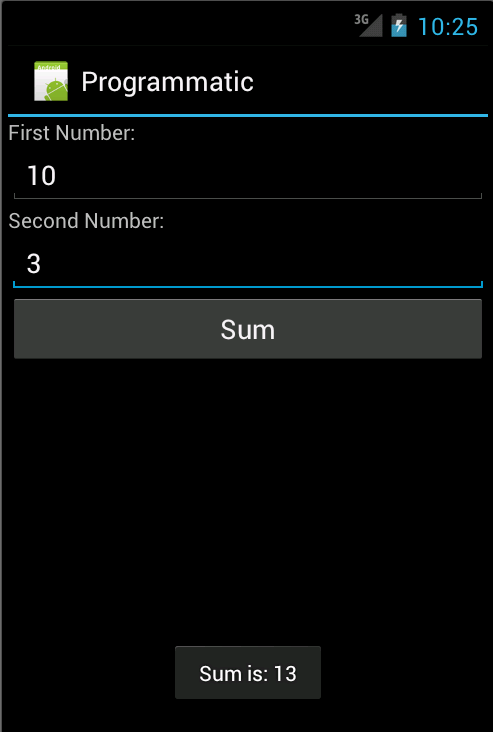 3G 10:25
Android
Programmatic
First Number:
10
Second Number:
3
Sum
Sum is: 13